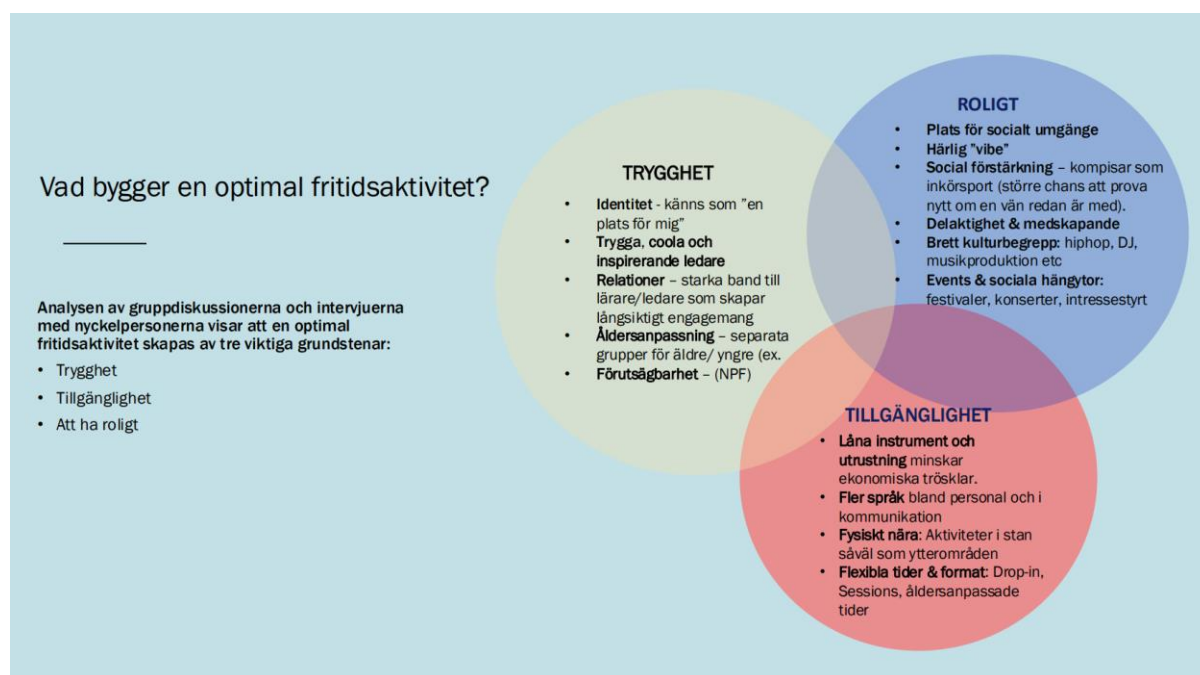 Vad bygger en optimal fritidsaktivitet?
Analysen av gruppdiskussionerna och intervjuerna
med nyckelpersonerna visar att en optimal
fritidsaktivitet skapas av tre viktiga grundstenar:
• Trygghet
• Tillgänglighet
• Att ha roligt
TRYGGHET
• Identitet - känns som ”en
plats för mig”
• Trygga, coola och
inspirerande ledare
• Relationer – starka band till
lärare/ledare som skapar
långsiktigt engagemang
• Åldersanpassning – separata
grupper för äldre/ yngre (ex.
• Förutsägbarhet – (NPF)
ROLIGT
• Plats för socialt umgänge
• Härlig ”vibe”
• Social förstärkning – kompisar som
inkörsport (större chans att prova
nytt om en vän redan är med).
• Delaktighet & medskapande
• Brett kulturbegrepp: hiphop, DJ,
musikproduktion etc
• Events & sociala hängytor:
festivaler, konserter, intressestyrt
TILLGÄNGLIGHET
• Låna instrument och
utrustning minskar
ekonomiska trösklar.
• Fler språk bland personal och i
kommunikation
• Fysiskt nära: Aktiviteter i stan
såväl som ytterområden
• Flexibla tider & format: Drop-in,
Sessions, åldersanpassade
tider